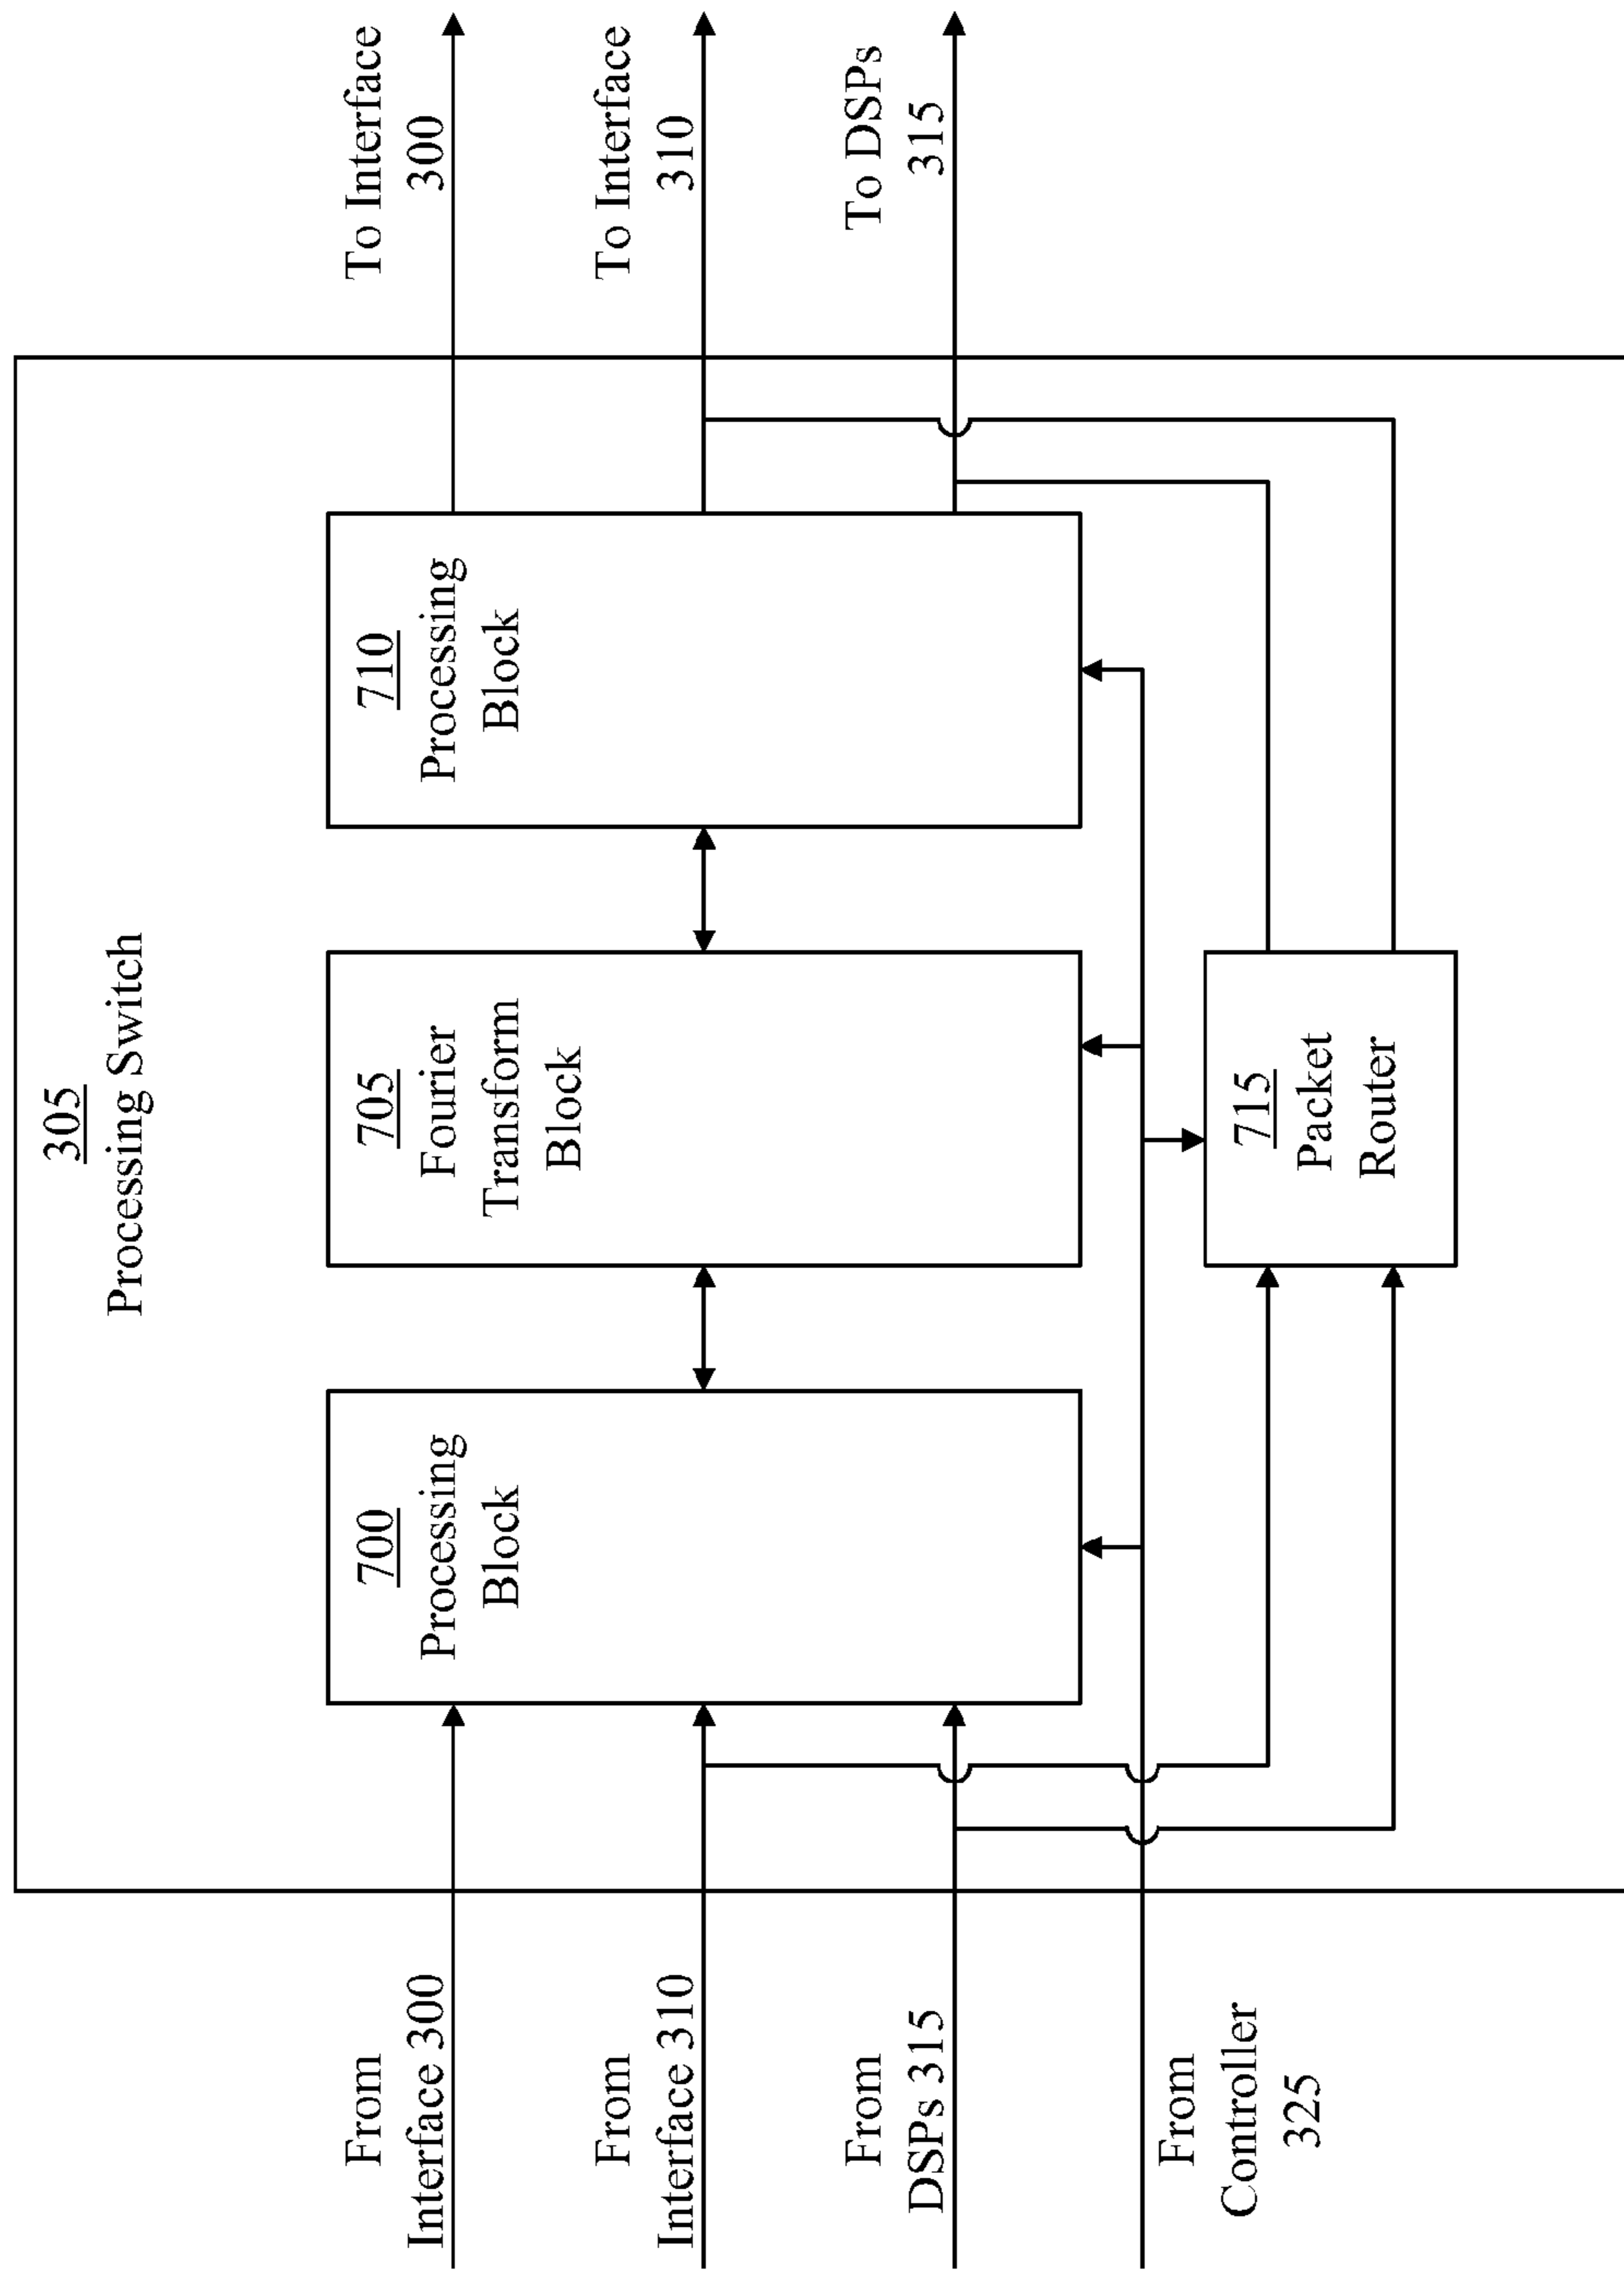 305
Processing Switch
From
Interface 300
From
Interface 310
From
DSPs 315
From
Controller
325
700
Processing
Block
705
Fourier
Transform
Block
710
Processing
Block
715
Packet
Router
To Interface
300
To Interface
310
To DSPs
315